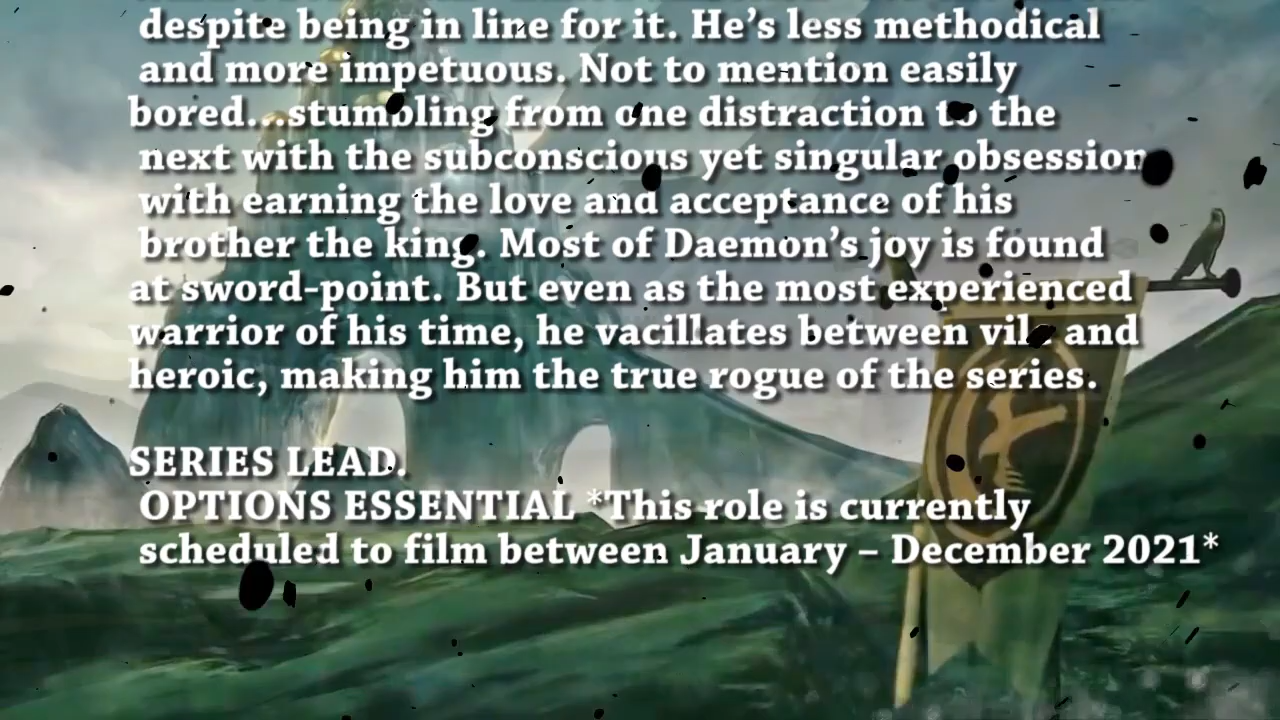 despite being in line for it. He’s less methodical
and more impetuous. Not to mention easily
bored...stumbling from one distraction to the
next with the subconscious yet singular obsession
with earning the love and acceptance of his
brother the king. Most of Daemon’s joy is found
at sword-point. But even as the most experienced
warrior of his time, he vacillates between vile and
heroic, making him the true rogue of the series.
SERIES LEAD.
OPTIONS ESSENTIAL *This role is currently
scheduled to film between January – December 2021*